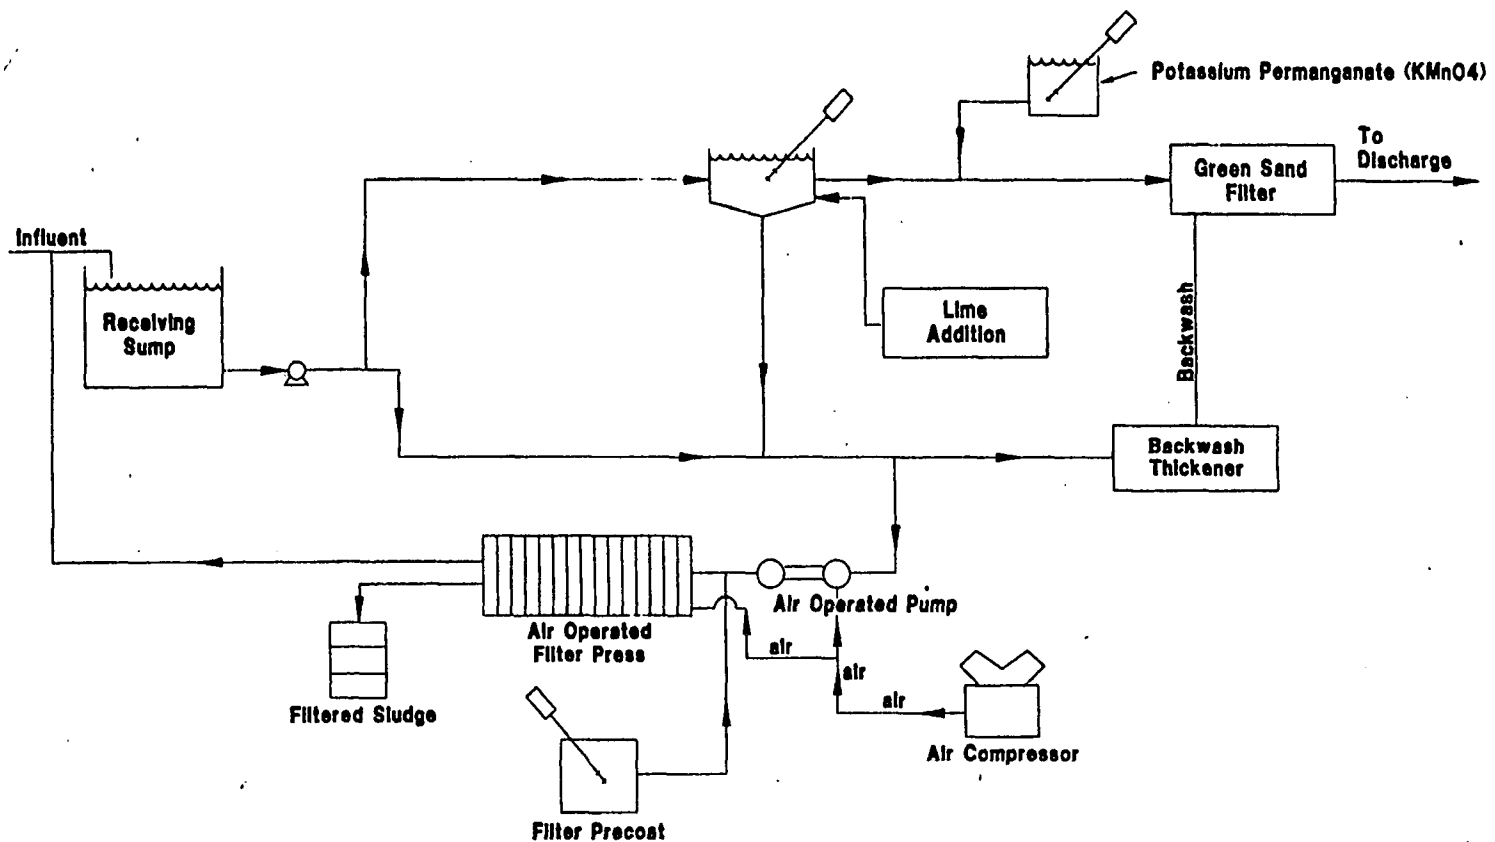 Potassium Permanganate (KMnO4)
To
Discharge
Green Sand
Filter
Influent
Receiving
Sump
Lime
Addition
Backwash
Backwash
Thickener
Air Operated Pump
Air Operated
Filter Press
air
air
air
Filtered Sludge
Air Compressor
Filter Precoat